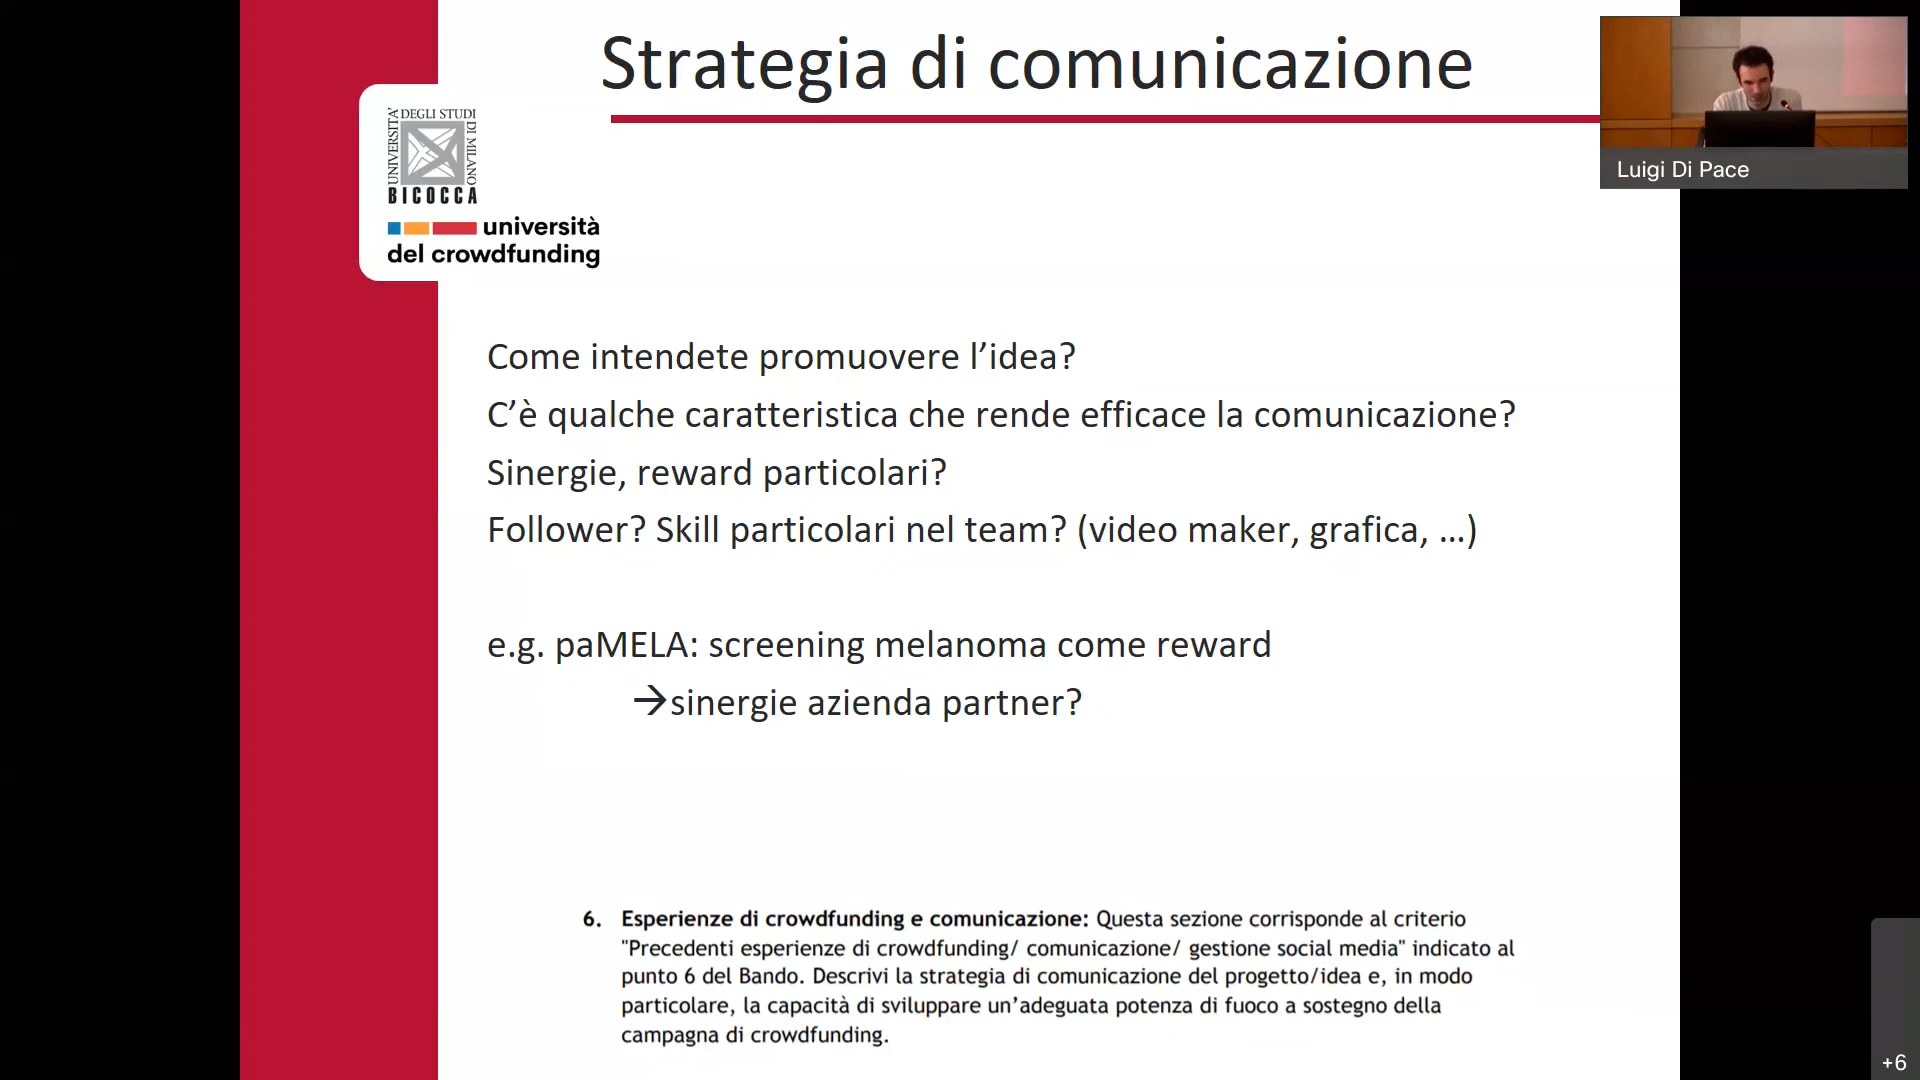 Strategia di comunicazione
UNIVERSITA' DEGLI STUDI DI MILANO
BICOCCA
università
del crowdfunding
Luigi Di Pace
Come intendete promuovere l’idea?
C’è qualche caratteristica che rende efficace la comunicazione?
Sinergie, reward particolari?
Follower? Skill particolari nel team? (video maker, grafica, …)
e.g. paMELA: screening melanoma come reward
→sinergie azienda partner?
6. Esperienze di crowdfunding e comunicazione: Questa sezione corrisponde al criterio
"Precedenti esperienze di crowdfunding/ comunicazione/ gestione social media" indicato al
punto 6 del Bando. Descrivi la strategia di comunicazione del progetto/idea e, in modo
particolare, la capacità di sviluppare un’adeguata potenza di fuoco a sostegno della
campagna di crowdfunding.
+6